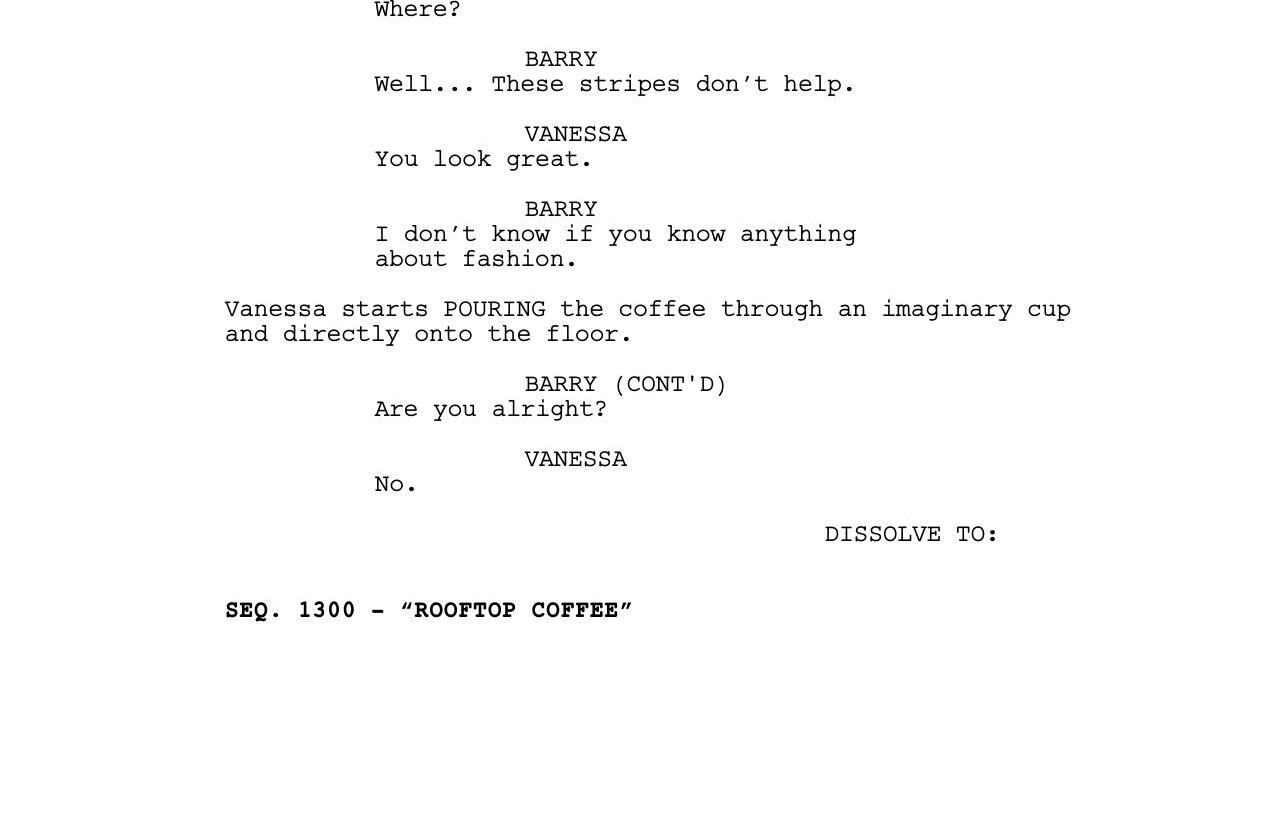 Where?
BARRY
Well... These stripes don’t help.
VANESSA
You look great.
BARRY
I don’t know if you know anything
about fashion.
Vanessa starts POURING the coffee through an imaginary cup
and directly onto the floor.
BARRY (CONT'D)
Are you alright?
VANESSA
No.
DISSOLVE TO:
SEQ. 1300 – “ROOFTOP COFFEE”